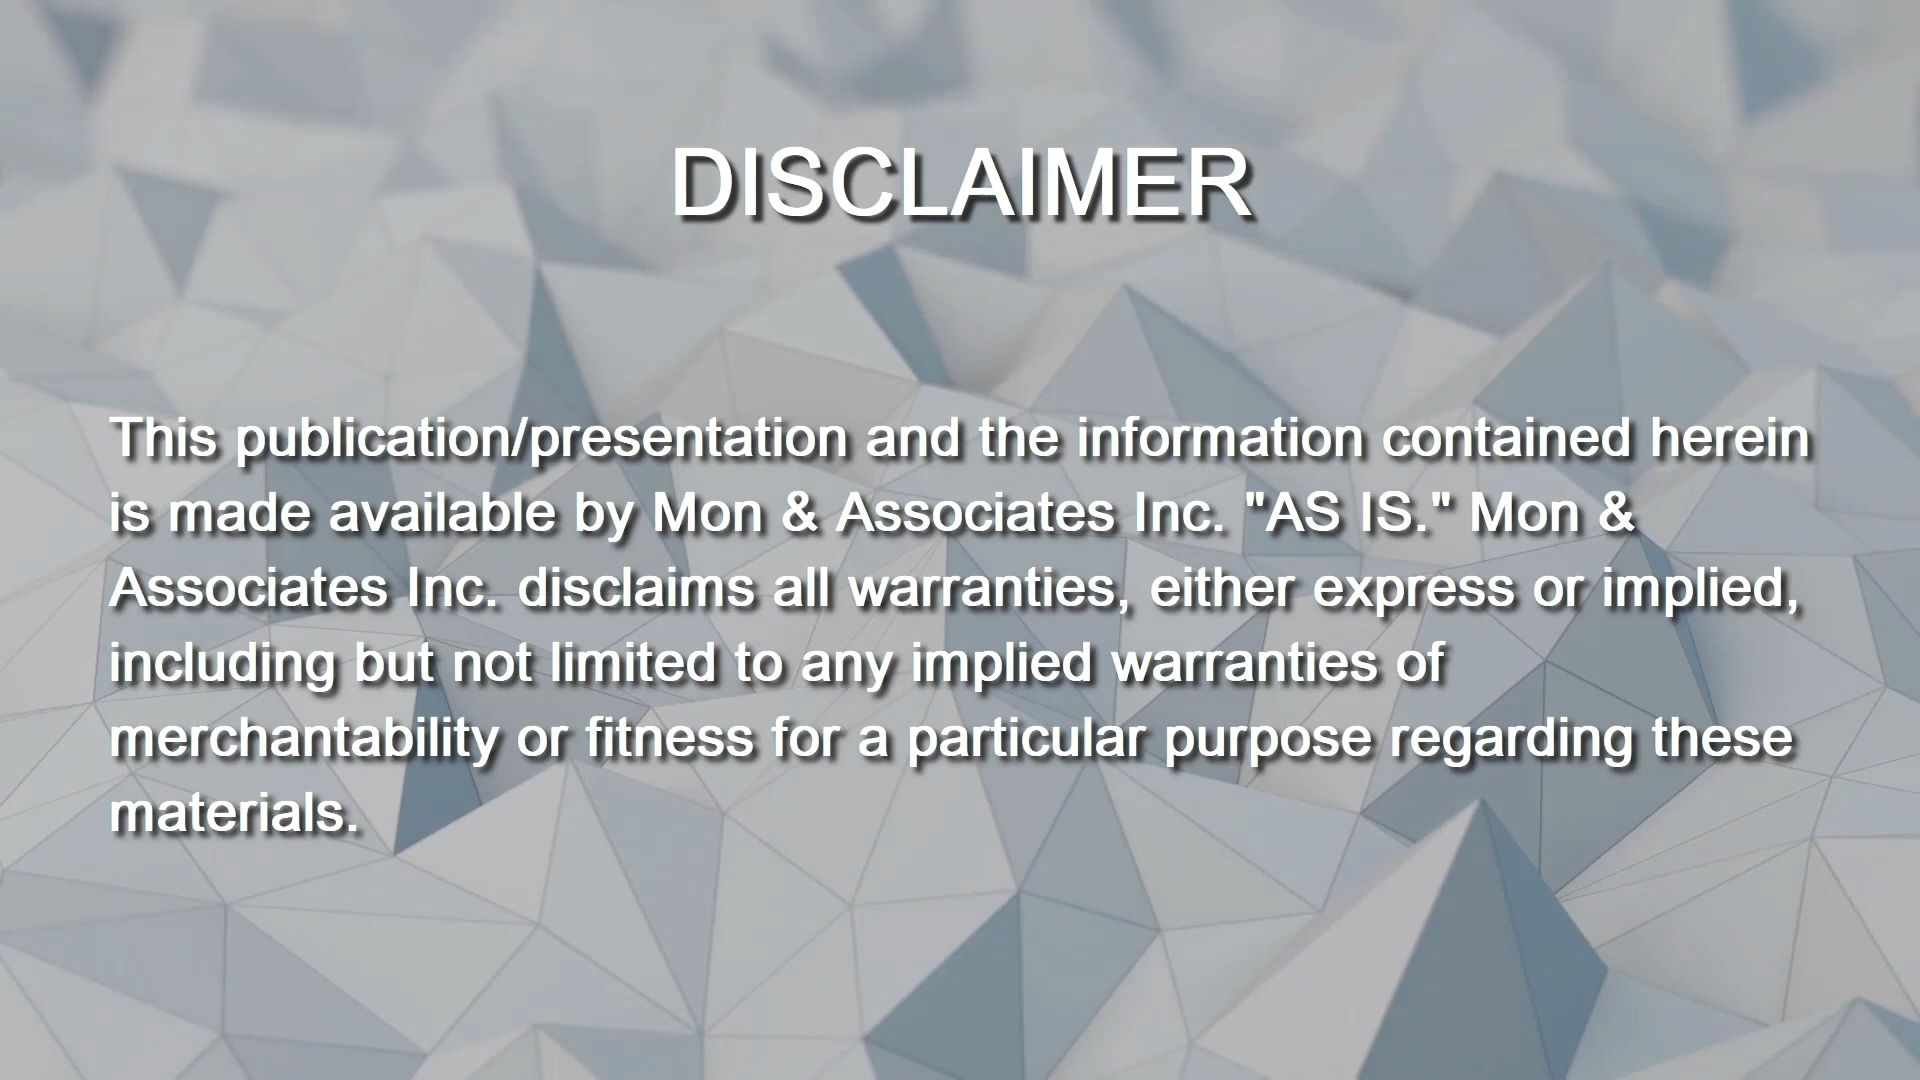 DISCLAIMER
This publication/presentation and the information contained herein
is made available by Mon & Associates Inc. "AS IS." Mon &
Associates Inc. disclaims all warranties, either express or implied,
including but not limited to any implied warranties of
merchantability or fitness for a particular purpose regarding these
materials.